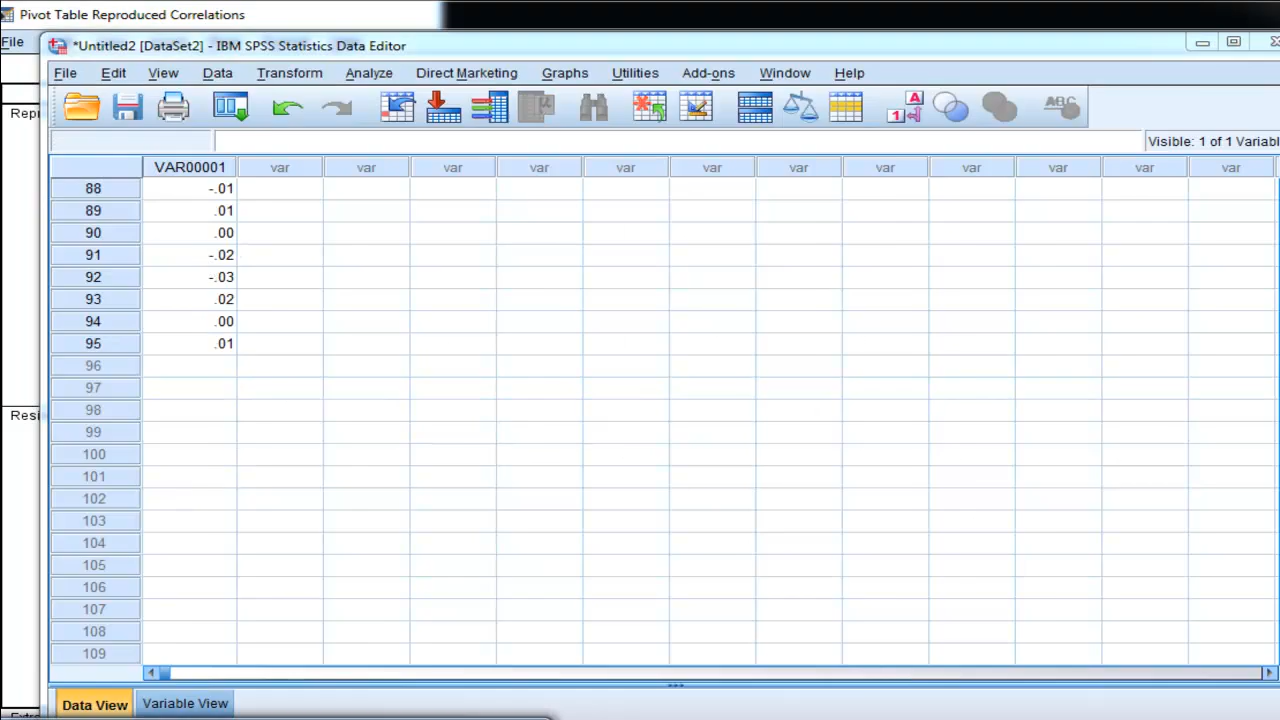 Pivot Table Reproduced Correlations
File
*Untitled2 [DataSet2] - IBM SPSS Statistics Data Editor
File Edit View Data Transform Analyze Direct Marketing Graphs Utilities Add-ons Window Help
A
1
ABC
Repr
Visible: 1 of 1 Variabl
VAR00001 var var var var var var var var var var var var
88 -.01
89 .01
90 .00
91 -.02
92 -.03
93 .02
94 .00
95 .01
96
97
98
Resi
99
100
101
102
103
104
105
106
107
108
109
Data View Variable View